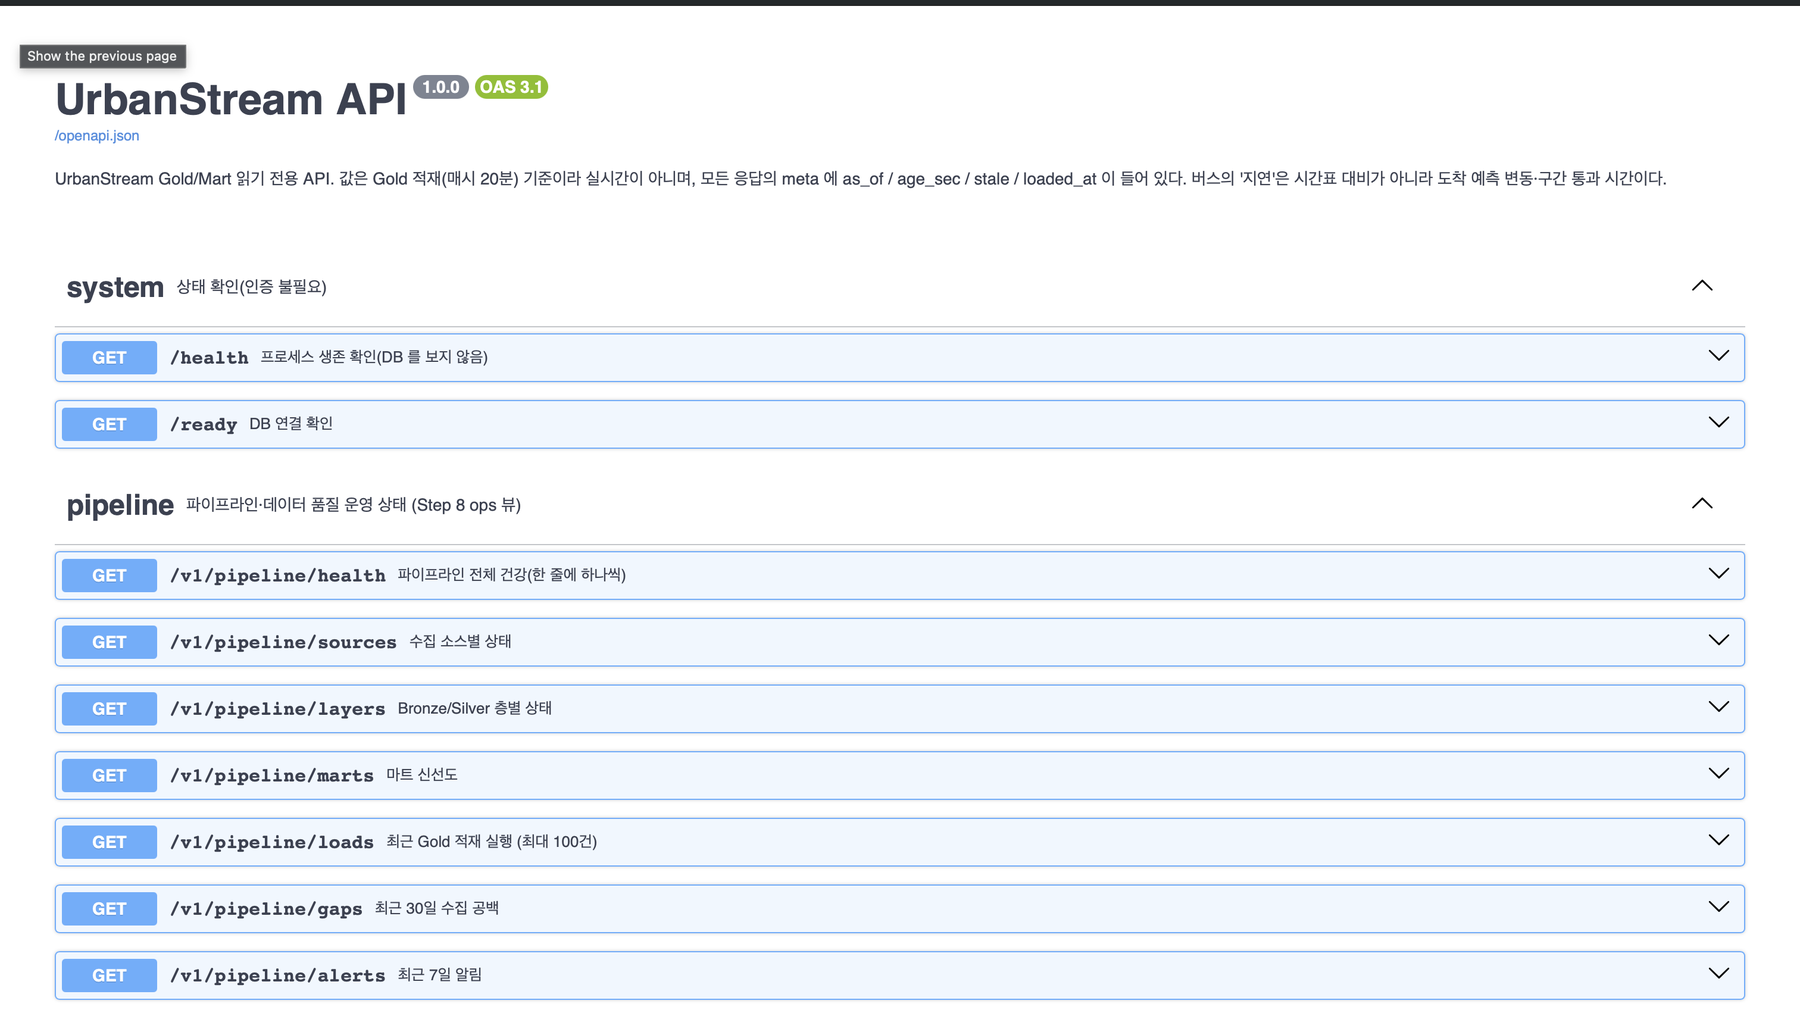 Show the previous page
UrbanStream API 1.0.0 OAS 3.1
/openapi.json
UrbanStream Gold/Mart 읽기 전용 API. 값은 Gold 적재(매시 20분) 기준이라 실시간이 아니며, 모든 응답의 meta 에 as_of / age_sec / stale / loaded_at 이 들어 있다. 버스의 '지연'은 시간표 대비가 아니라 도착 예측 변동·구간 통과 시간이다.
system 상태 확인(인증 불필요)
GET /health 프로세스 생존 확인(DB 를 보지 않음)
GET /ready DB 연결 확인
pipeline 파이프라인·데이터 품질 운영 상태 (Step 8 ops 뷰)
GET /v1/pipeline/health 파이프라인 전체 건강(한 줄에 하나씩)
GET /v1/pipeline/sources 수집 소스별 상태
GET /v1/pipeline/layers Bronze/Silver 층별 상태
GET /v1/pipeline/marts 마트 신선도
GET /v1/pipeline/loads 최근 Gold 적재 실행 (최대 100건)
GET /v1/pipeline/gaps 최근 30일 수집 공백
GET /v1/pipeline/alerts 최근 7일 알림